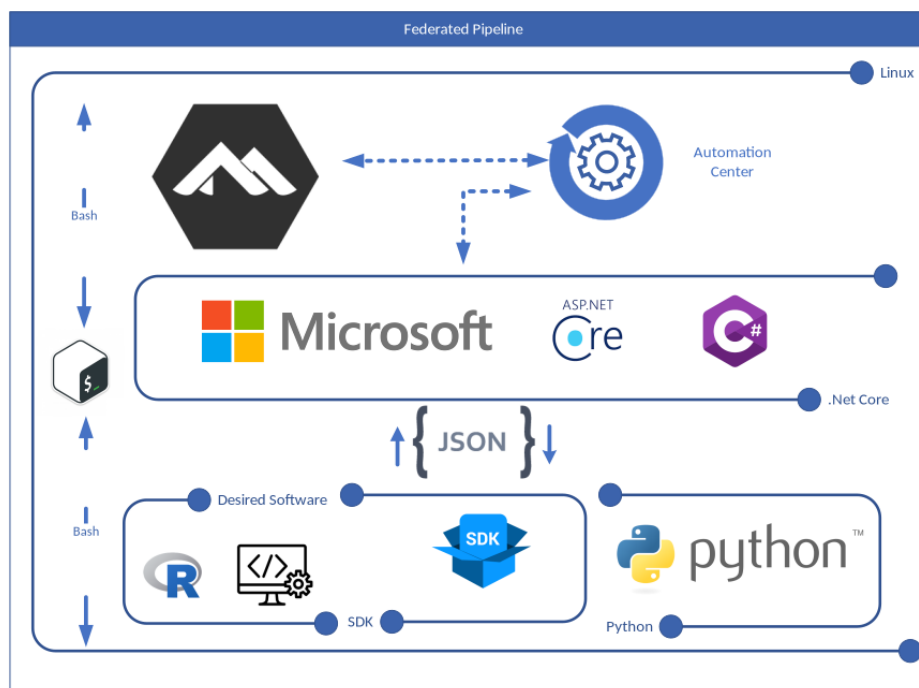 Federated Pipeline
Linux
Automation
Center
Bash
Microsoft
ASP.NET
Core
C#
$_
.Net Core
{ JSON }
Desired Software
SDK
R
</>
Bash
python™
SDK
Python